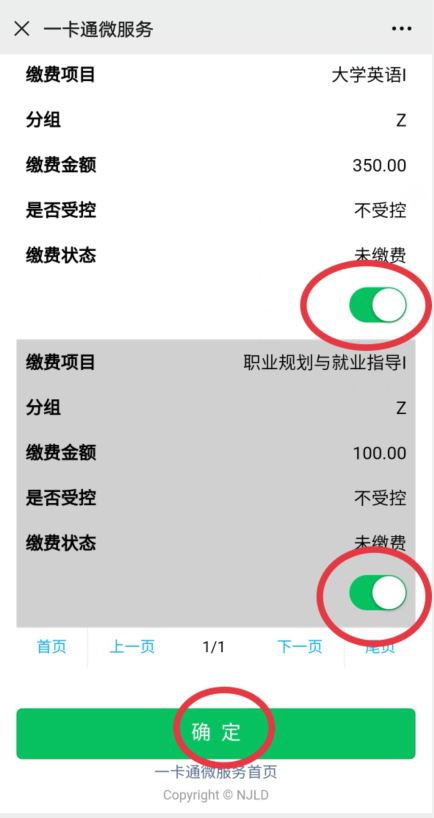 一卡通微服务
缴费项目 大学英语I
分组 Z
缴费金额 350.00
是否受控 不受控
缴费状态 未缴费
缴费项目 职业规划与就业指导I
分组 Z
缴费金额 100.00
是否受控 不受控
缴费状态 未缴费
首页 上一页 1/1 下一页 尾页
确 定
一卡通微服务首页
Copyright © NJLD